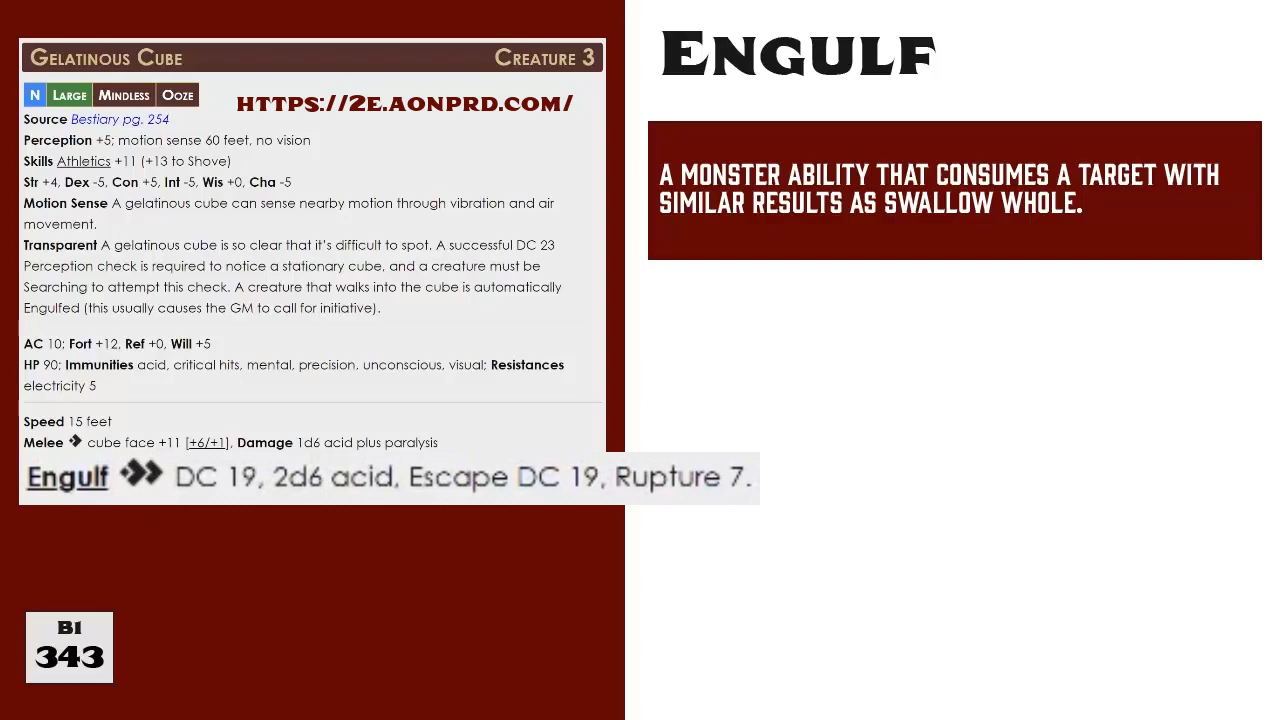 Gelatinous Cube Creature 3
N Large Mindless Ooze
https://2e.aonprd.com/
Source Bestiary pg. 254
Perception +5; motion sense 60 feet, no vision
Skills Athletics +11 (+13 to Shove)
Str +4, Dex -5, Con +5, Int -5, Wis +0, Cha -5
Motion Sense A gelatinous cube can sense nearby motion through vibration and air
movement.
Transparent A gelatinous cube is so clear that it's difficult to spot. A successful DC 23
Perception check is required to notice a stationary cube, and a creature must be
Searching to attempt this check. A creature that walks into the cube is automatically
Engulfed (this usually causes the GM to call for initiative).
AC 10; Fort +12, Ref +0, Will +5
HP 90; Immunities acid, critical hits, mental, precision, unconscious, visual; Resistances
electricity 5
Speed 15 feet
Melee cube face +11 [+6/+1], Damage 1d6 acid plus paralysis
Engulf DC 19, 2d6 acid, Escape DC 19, Rupture 7.
B1
343
Engulf
A monster ability that consumes a target with
similar results as Swallow Whole.